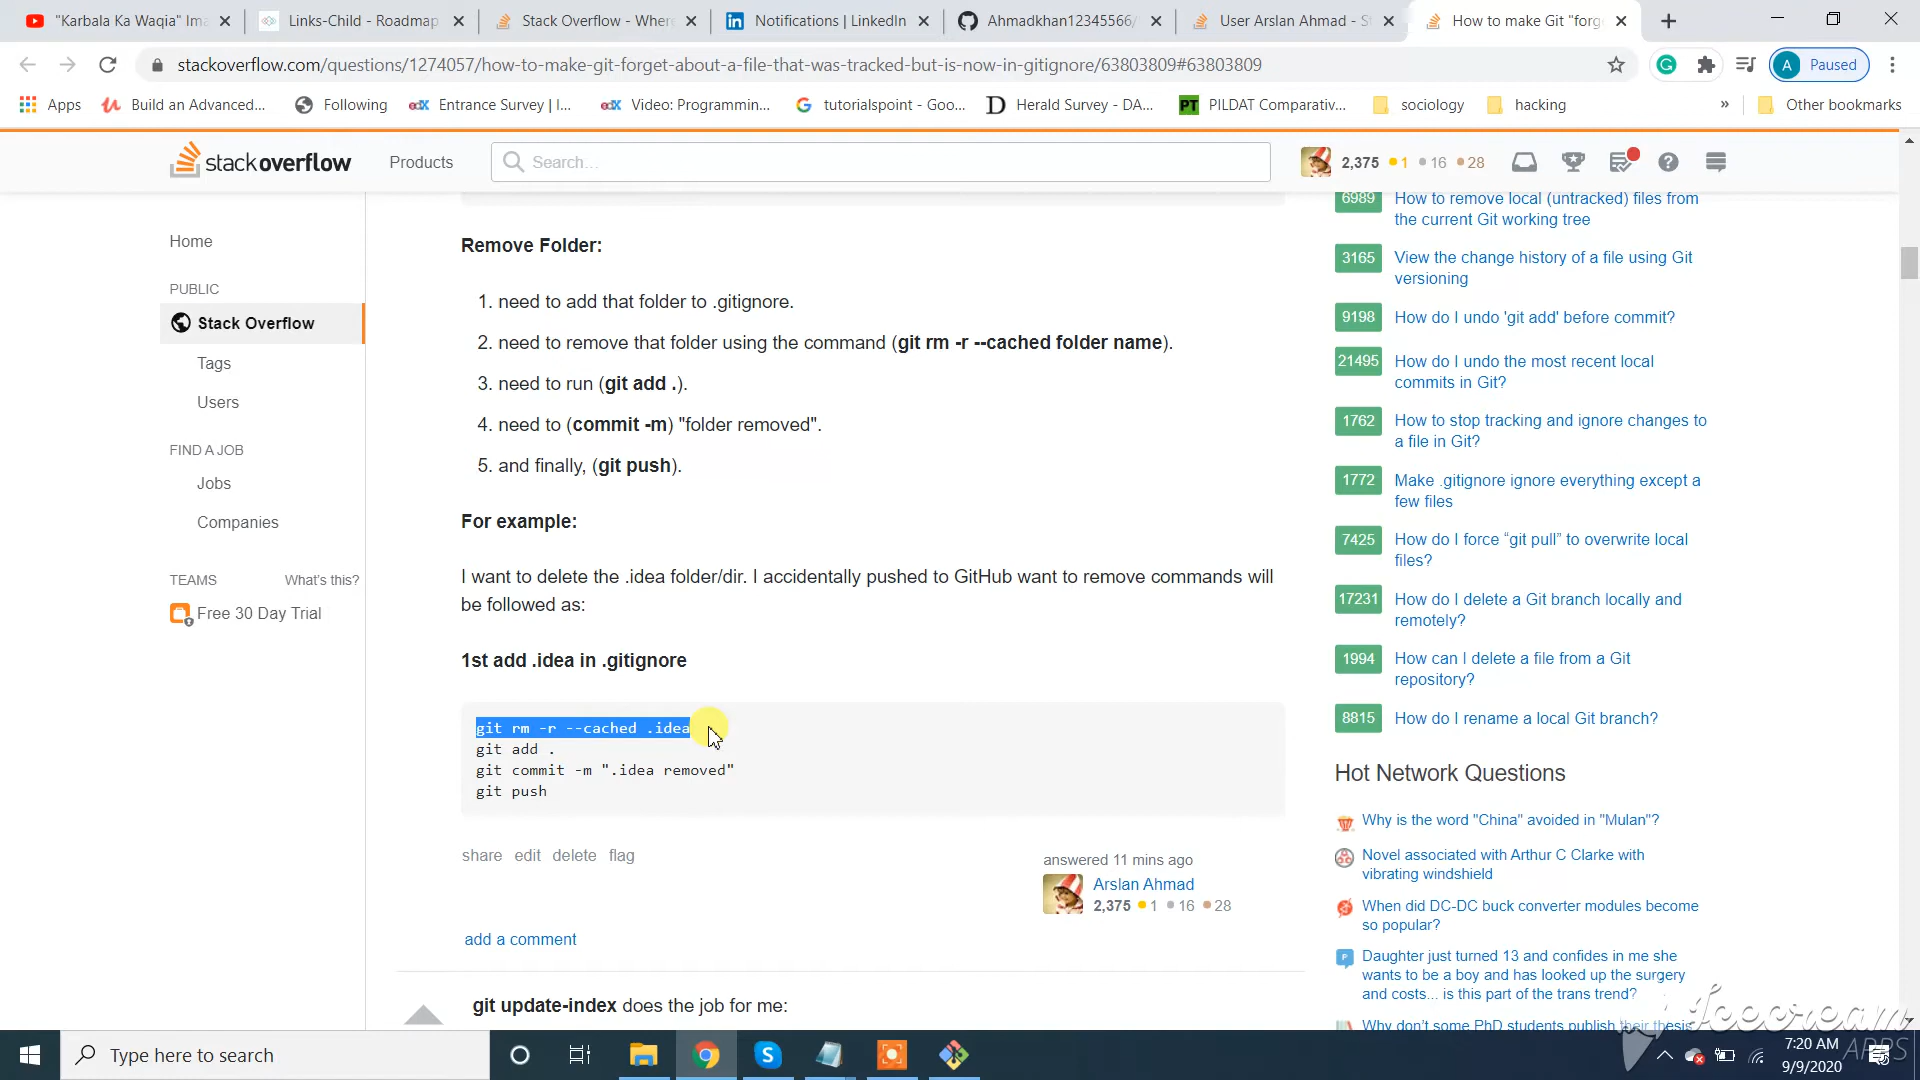 "Karbala Ka Waqia" Ima
Links-Child - Roadmap
Stack Overflow - Wher
Notifications | LinkedIn
Ahmadkhan12345566/
User Arslan Ahmad - S
How to make Git "forg
stackoverflow.com/questions/1274057/how-to-make-git-forget-about-a-file-that-was-tracked-but-is-now-in-gitignore/63803809#63803809
A Paused
Apps
Build an Advanced...
Following
edX Entrance Survey | I...
edX Video: Programmin...
G tutorialspoint - Goo...
D Herald Survey - DA...
PT PILDAT Comparativ...
sociology
hacking
»
Other bookmarks
stackoverflow
Products
Search...
2,375 1 16 28
Home
PUBLIC
Stack Overflow
Tags
Users
FIND A JOB
Jobs
Companies
TEAMS What's this?
Free 30 Day Trial
Remove Folder:
1. need to add that folder to .gitignore.
2. need to remove that folder using the command (git rm -r --cached folder name).
3. need to run (git add .).
4. need to (commit -m) "folder removed".
5. and finally, (git push).
For example:
I want to delete the .idea folder/dir. I accidentally pushed to GitHub want to remove commands will
be followed as:
1st add .idea in .gitignore
git rm -r --cached .idea
git add .
git commit -m ".idea removed"
git push
share edit delete flag
answered 11 mins ago
Arslan Ahmad
2,375 1 16 28
add a comment
git update-index does the job for me:
6989 How to remove local (untracked) files from
the current Git working tree
3165 View the change history of a file using Git
versioning
9198 How do I undo 'git add' before commit?
21495 How do I undo the most recent local
commits in Git?
1762 How to stop tracking and ignore changes to
a file in Git?
1772 Make .gitignore ignore everything except a
few files
7425 How do I force “git pull” to overwrite local
files?
17231 How do I delete a Git branch locally and
remotely?
1994 How can I delete a file from a Git
repository?
8815 How do I rename a local Git branch?
Hot Network Questions
Why is the word "China" avoided in "Mulan"?
Novel associated with Arthur C Clarke with
vibrating windshield
When did DC-DC buck converter modules become
so popular?
Daughter just turned 13 and confides in me she
wants to be a boy and has looked up the surgery
and costs... is this part of the trans trend?
Why don't some PhD students publish their thesis
Icecream
APPS
Type here to search
7:20 AM
9/9/2020